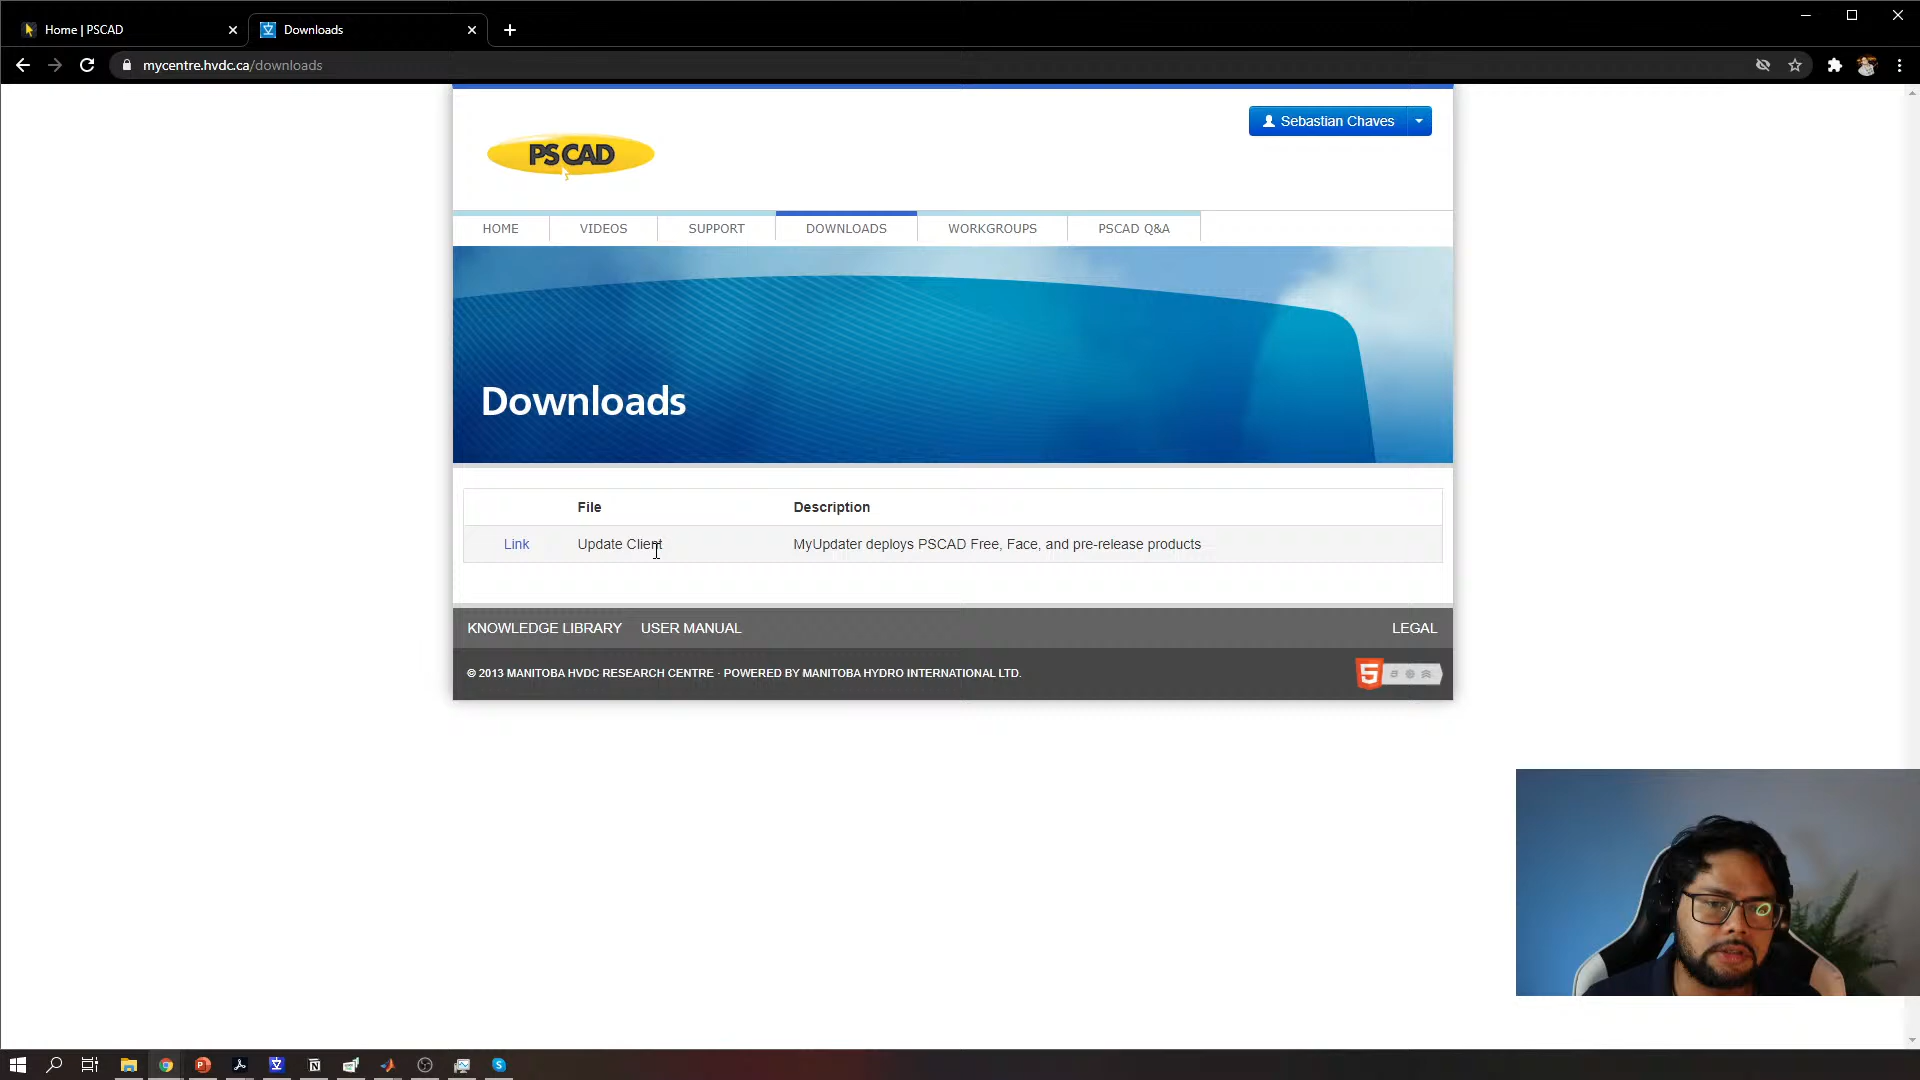 Home | PSCAD
Downloads
mycentre.hvdc.ca/downloads
Sebastian Chaves
PSCAD
HOME VIDEOS SUPPORT DOWNLOADS WORKGROUPS PSCAD Q&A
Downloads
File Description
Link Update Client MyUpdater deploys PSCAD Free, Face, and pre-release products
KNOWLEDGE LIBRARY USER MANUAL LEGAL
© 2013 MANITOBA HVDC RESEARCH CENTRE · POWERED BY MANITOBA HYDRO INTERNATIONAL LTD.